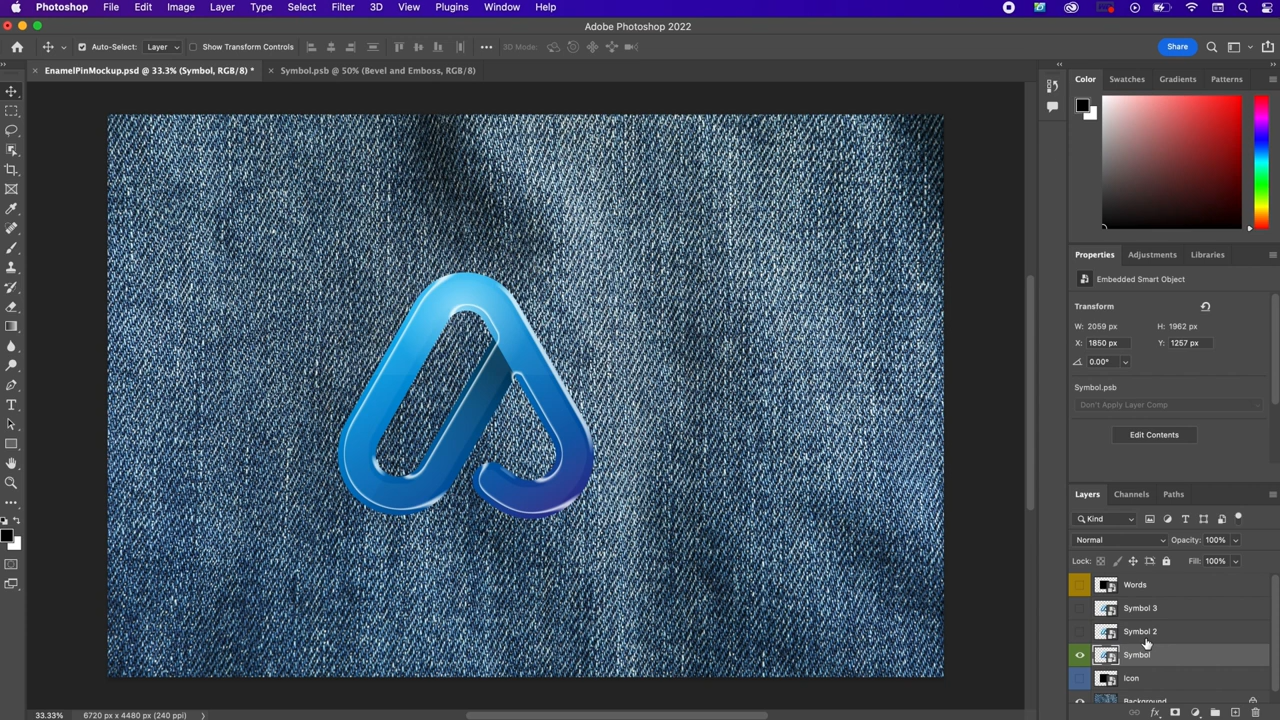 Photoshop File Edit Image Layer Type Select Filter 3D View Plugins Window Help
Adobe Photoshop 2022
Auto-Select: Layer Show Transform Controls 3D Mode: Share
EnamelPinMockup.psd @ 33.3% (Symbol, RGB/8) * Symbol.psb @ 50% (Bevel and Emboss, RGB/8)
Color Swatches Gradients Patterns
Properties Adjustments Libraries
Embedded Smart Object
Transform
W: 2059 px H: 1962 px
X: 1850 px Y: 1257 px
0.00°
Symbol.psb
Don't Apply Layer Comp
Edit Contents
Layers Channels Paths
Kind
Normal Opacity: 100%
Lock: Fill: 100%
Words
Symbol 3
Symbol 2
Symbol
Icon
Background
33.33% 6720 px x 4480 px (240 ppi)